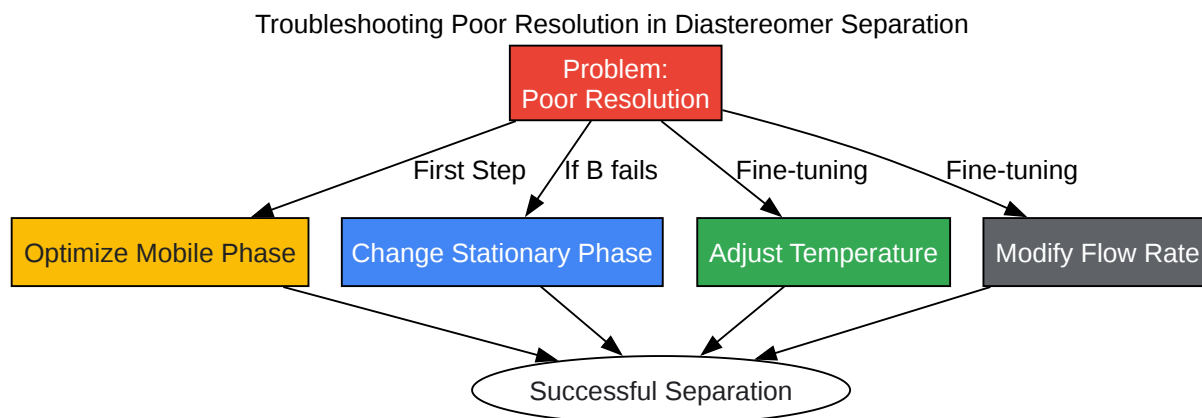 Troubleshooting Poor Resolution in Diastereomer Separation
Problem:
Poor Resolution
First Step
If B fails
Fine-tuning
Fine-tuning
Optimize Mobile Phase
Change Stationary Phase
Adjust Temperature
Modify Flow Rate
Successful Separation